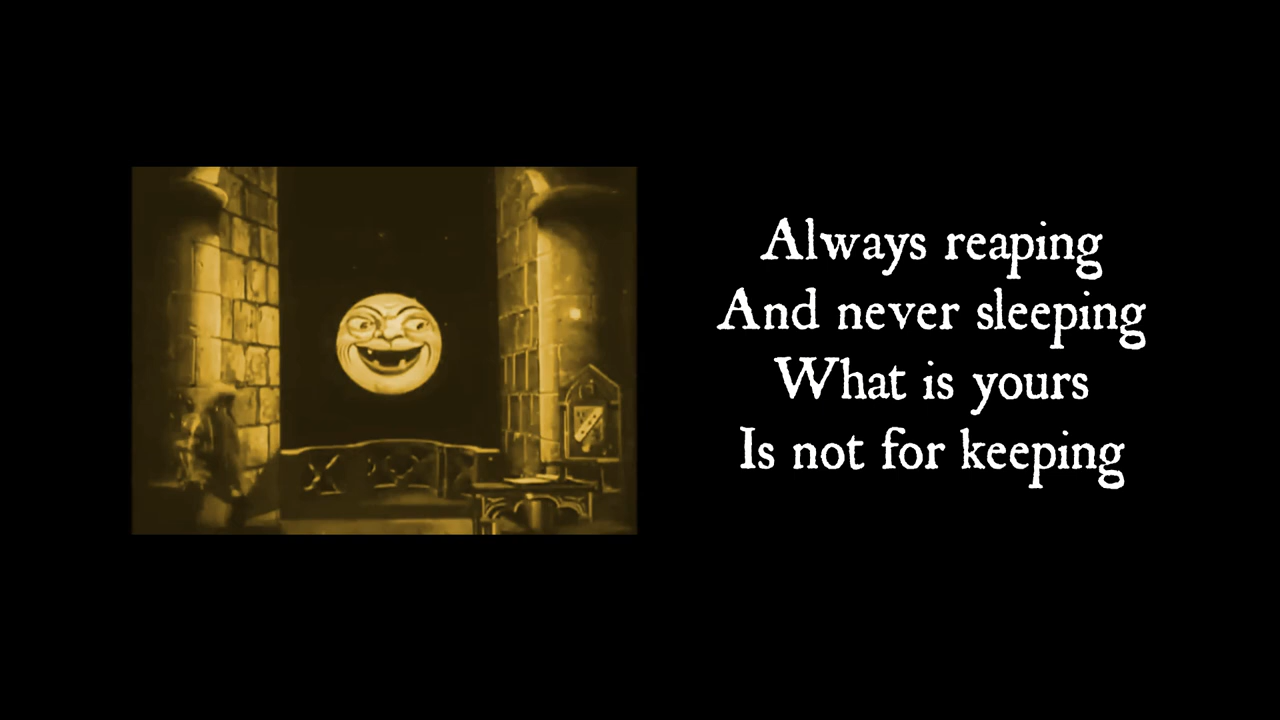 Always reaping
And never sleeping
What is yours
Is not for keeping